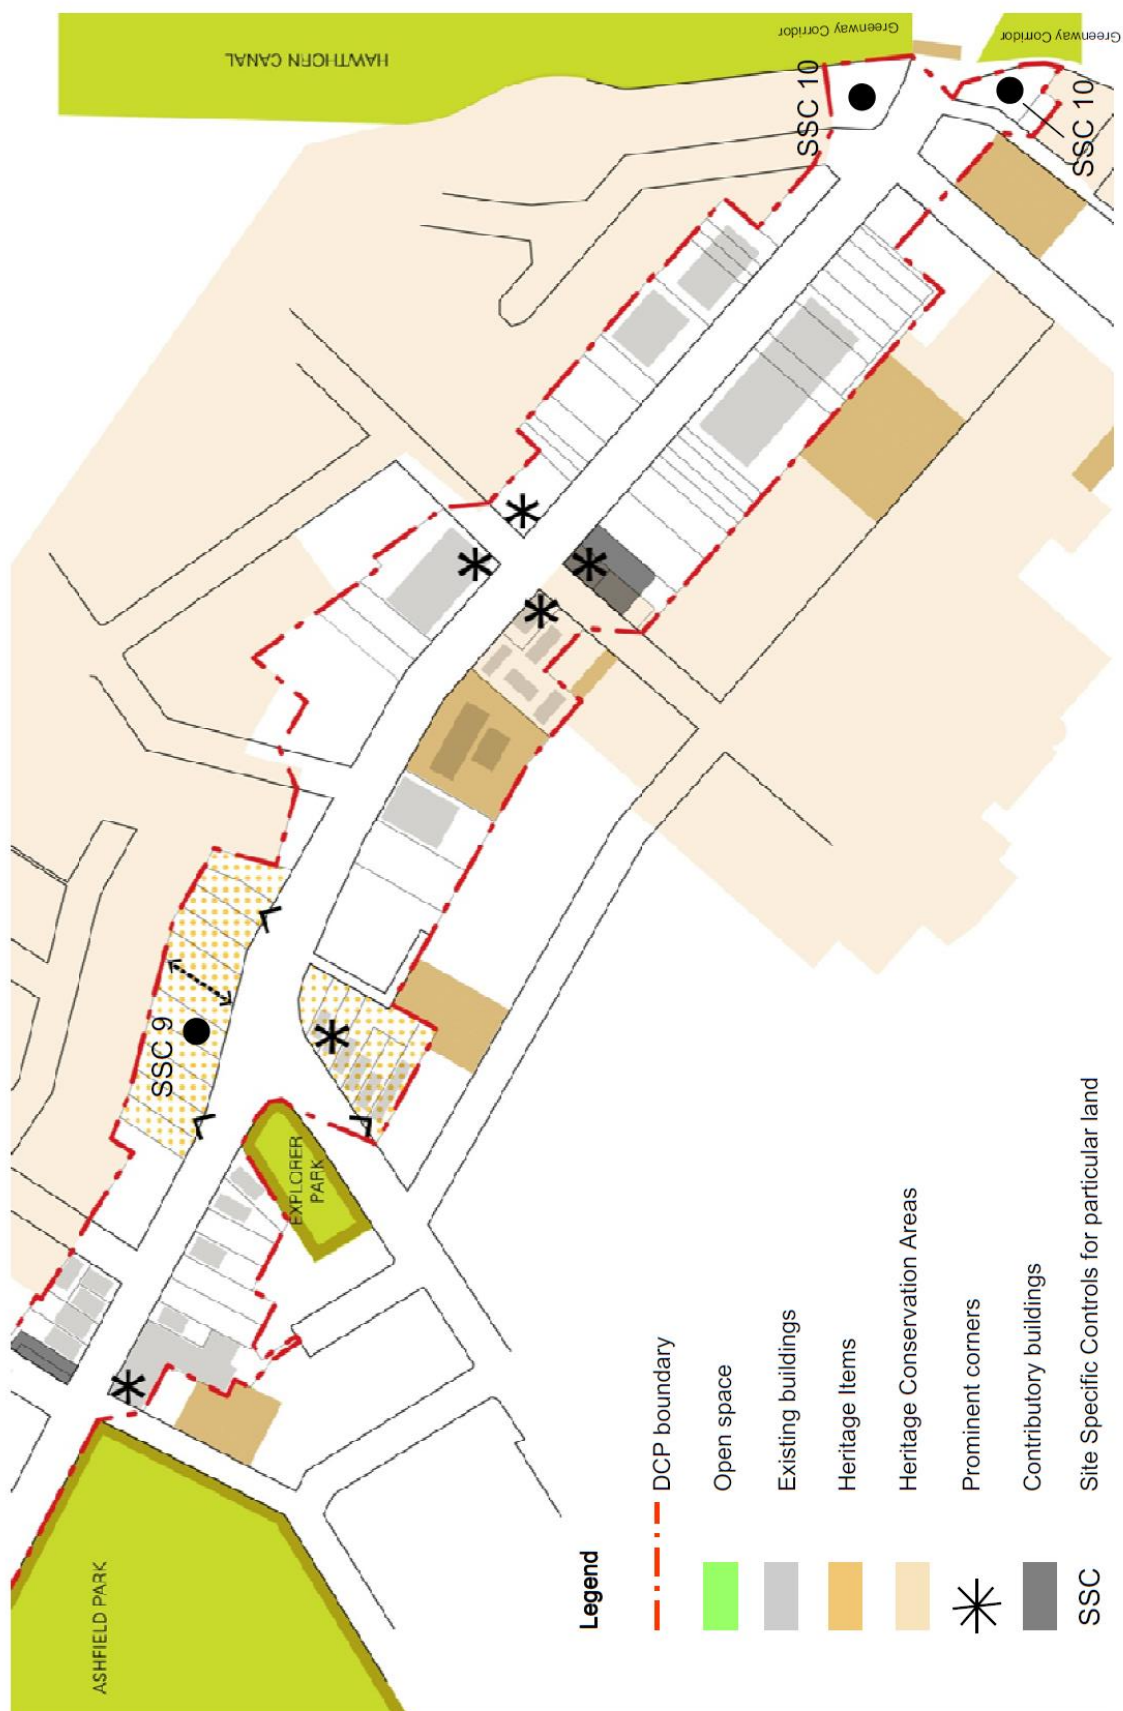 HAWTHORN CANAL
Greenway Corridor
Greenway Corridor
SSC 10
SSC 10
SSC 9
EXPLORER
PARK
ASHFIELD PARK
Legend
DCP boundary
Open space
Existing buildings
Heritage Items
Heritage Conservation Areas
Prominent corners
Contributory buildings
SSC Site Specific Controls for particular land